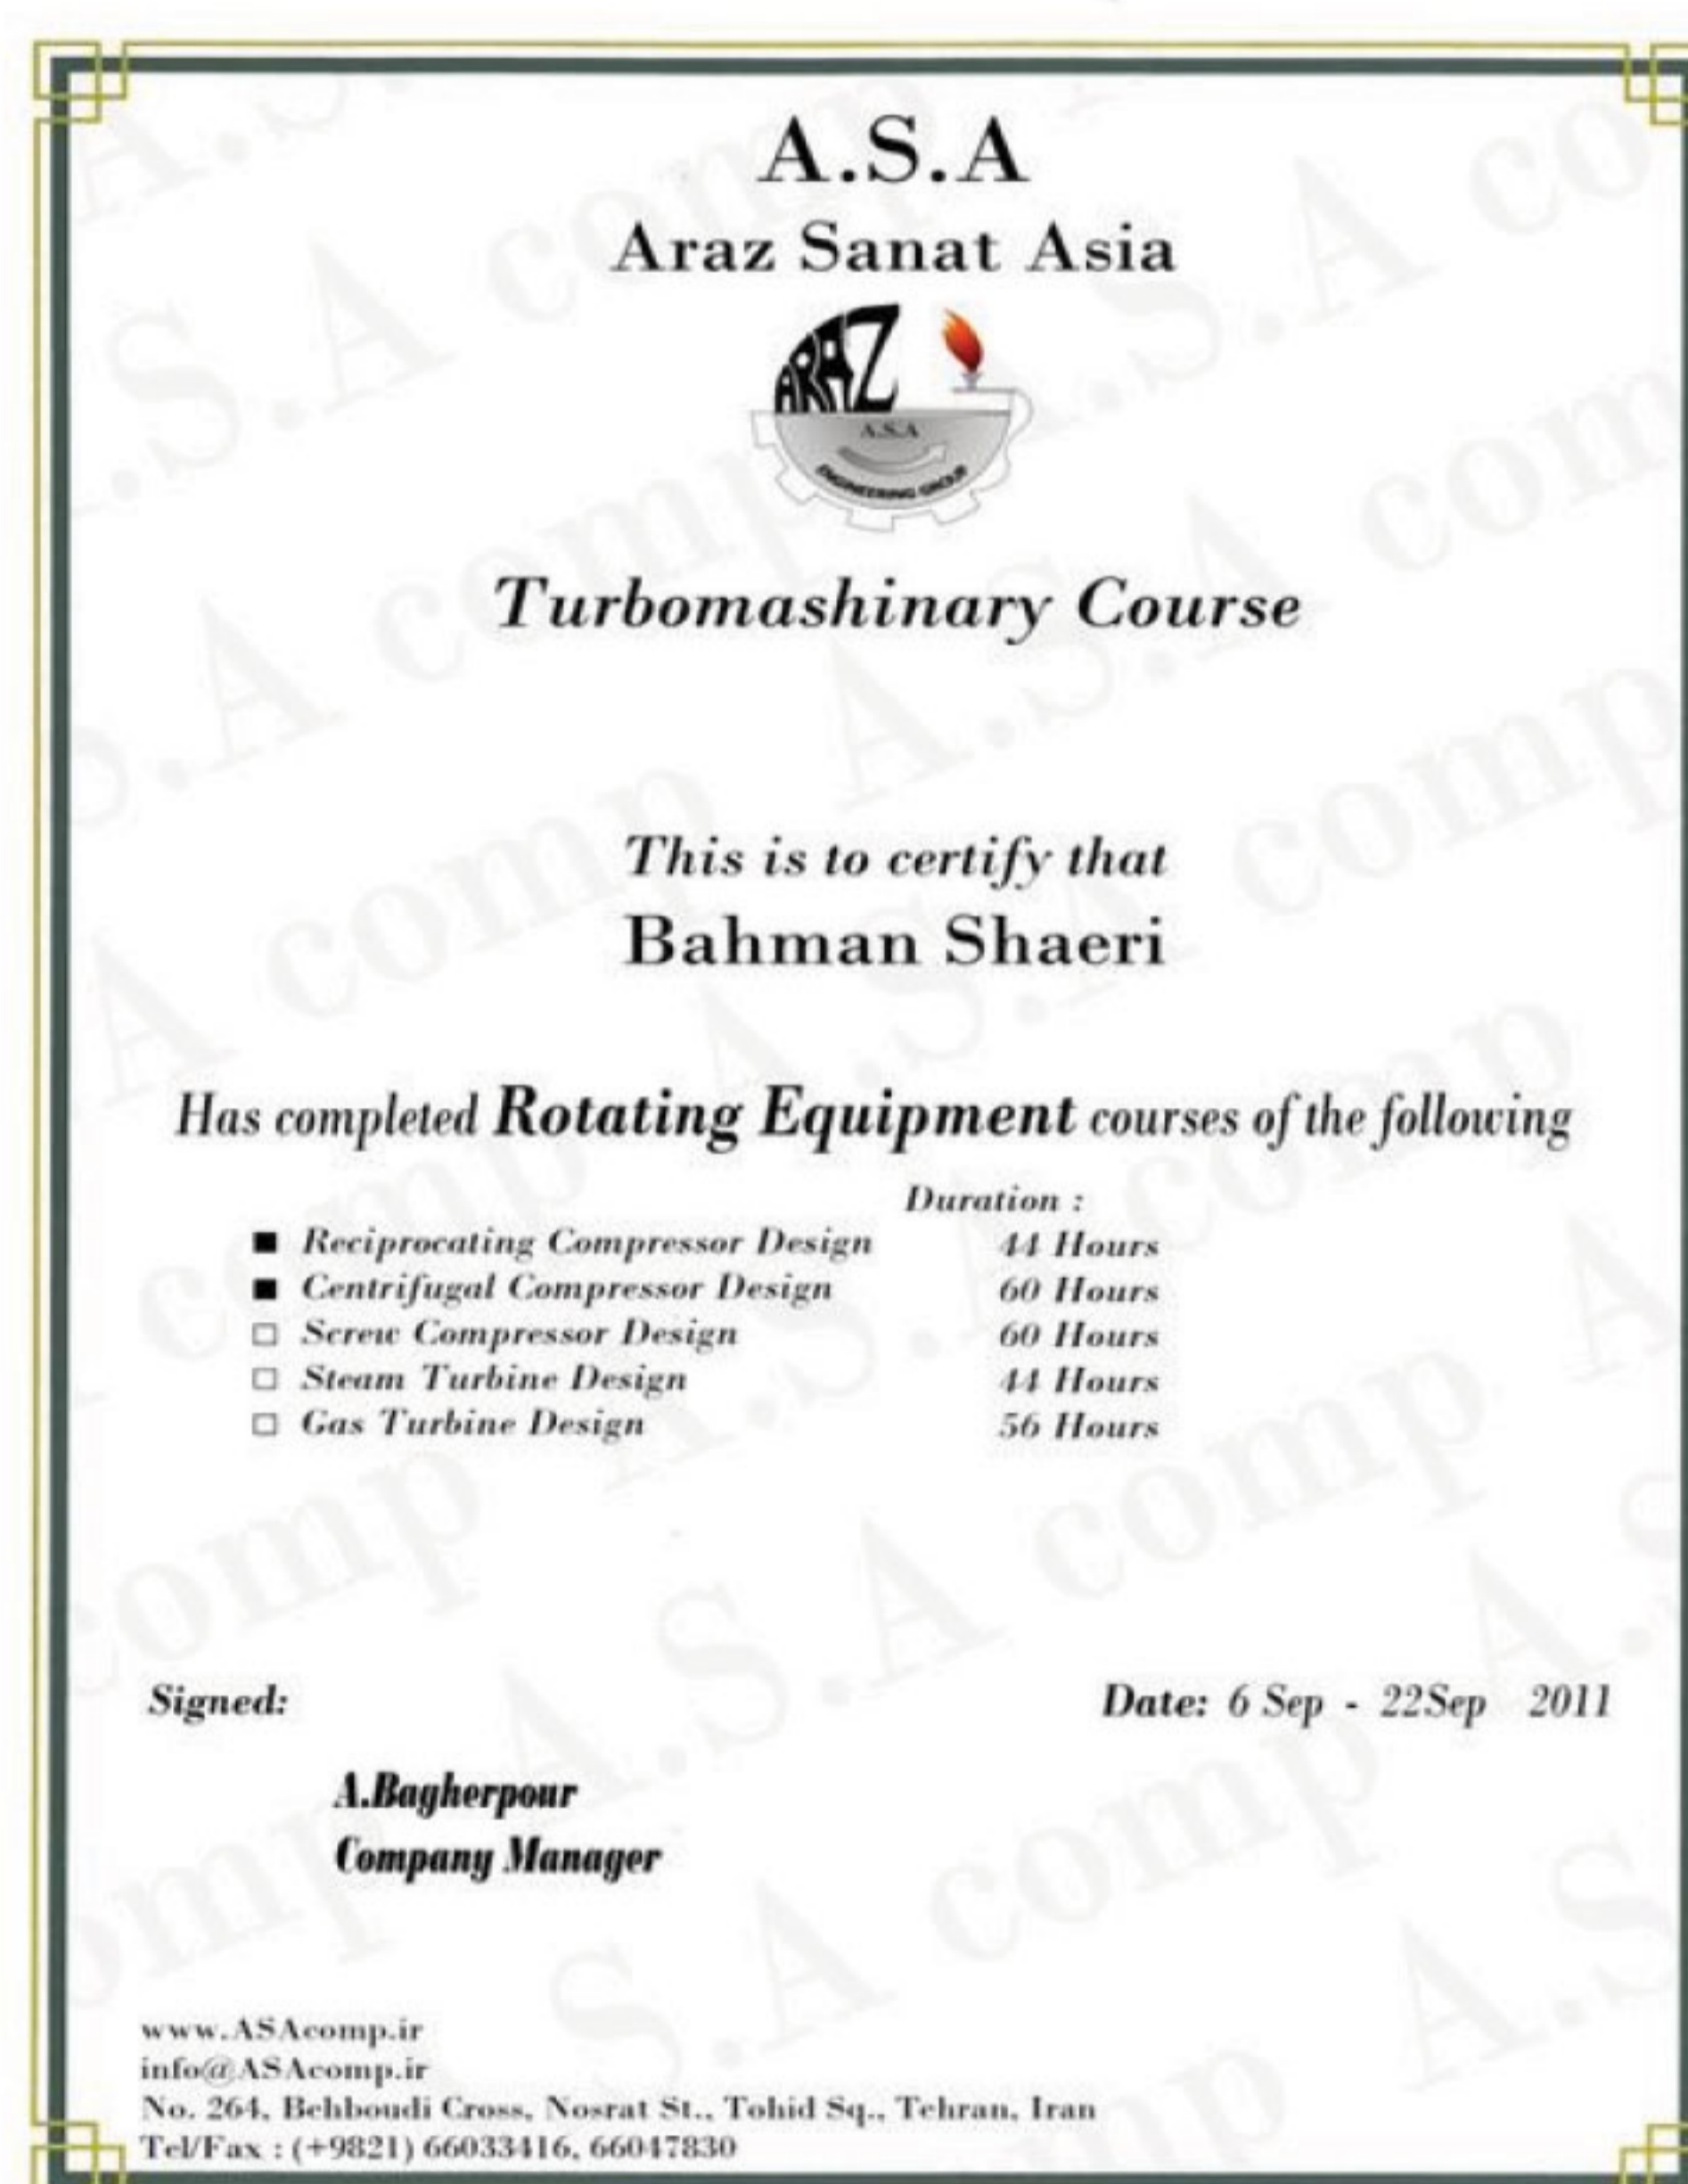 A.S.A
Araz Sanat Asia
ARAZ
A.S.A
ENGINEERING GROUP
Turbomashinary Course
This is to certify that
Bahman Shaeri
Has completed Rotating Equipment courses of the following
Duration :
■ Reciprocating Compressor Design 44 Hours
■ Centrifugal Compressor Design 60 Hours
□ Screw Compressor Design 60 Hours
□ Steam Turbine Design 44 Hours
□ Gas Turbine Design 56 Hours
Signed: Date: 6 Sep - 22Sep 2011
A.Bagherpour
Company Manager
www.ASAcomp.ir
info@ASAcomp.ir
No. 264, Behboudi Cross, Nosrat St., Tohid Sq., Tehran, Iran
Tel/Fax : (+9821) 66033416, 66047830